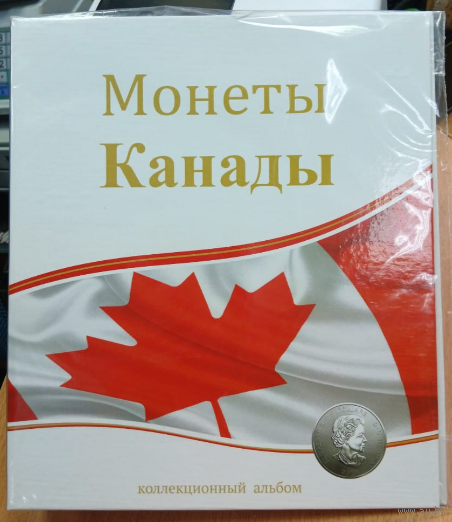 Монеты
Канады
коллекционный альбом